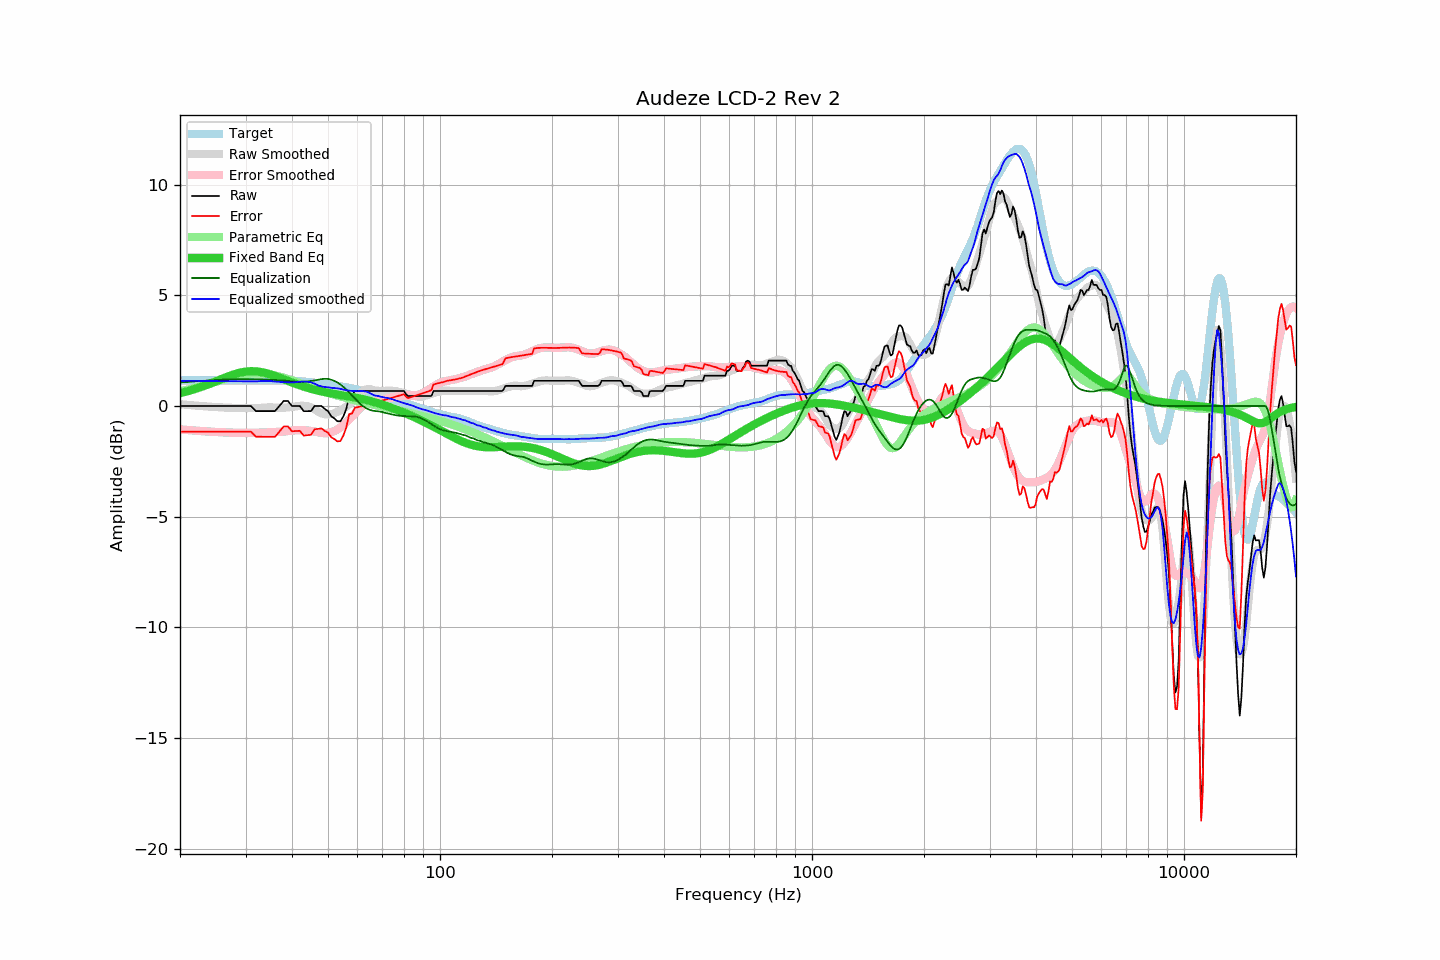 Audeze LCD-2 Rev 2
Target
Raw Smoothed
Error Smoothed
Raw
Error
Parametric Eq
Fixed Band Eq
Equalization
Equalized smoothed
10
5
0
−5
−10
−15
−20
Amplitude (dBr)
100
1000
10000
Frequency (Hz)